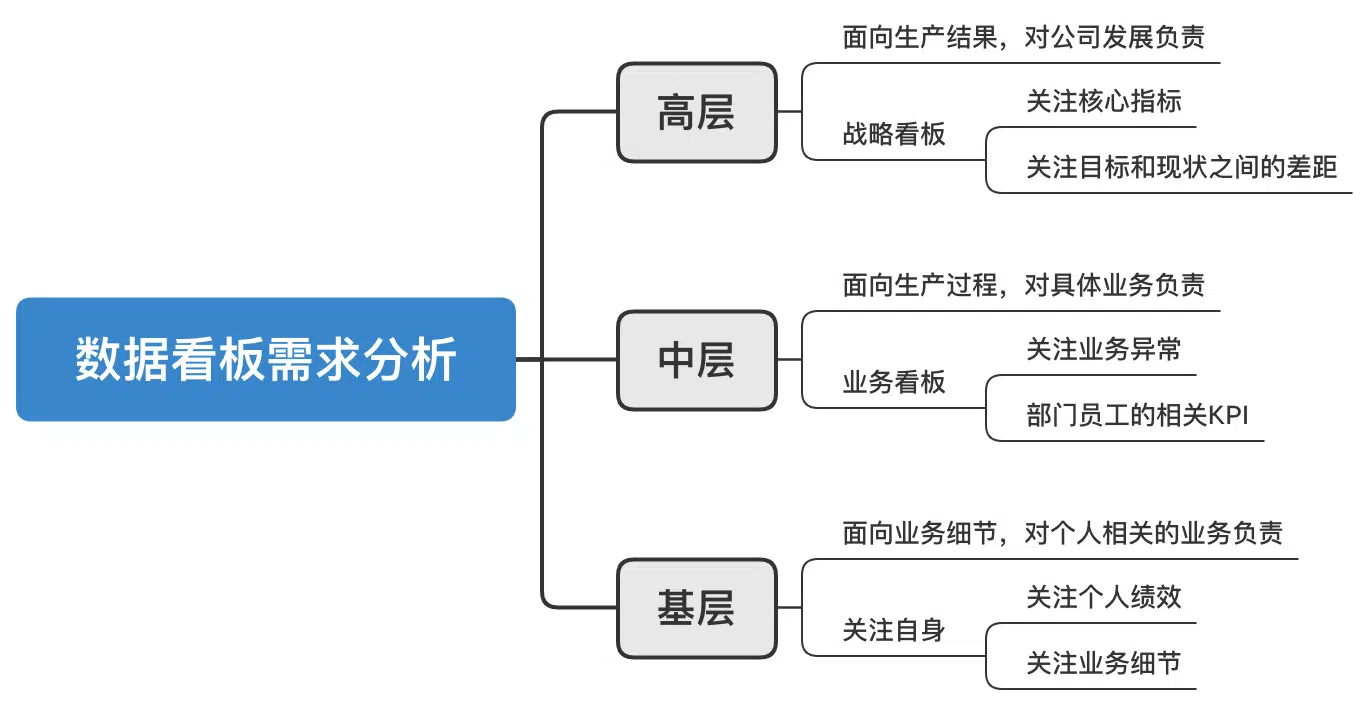 数据看板需求分析
高层
面向生产结果，对公司发展负责
战略看板
关注核心指标
关注目标和现状之间的差距
中层
面向生产过程，对具体业务负责
业务看板
关注业务异常
部门员工的相关KPI
基层
面向业务细节，对个人相关的业务负责
关注自身
关注个人绩效
关注业务细节